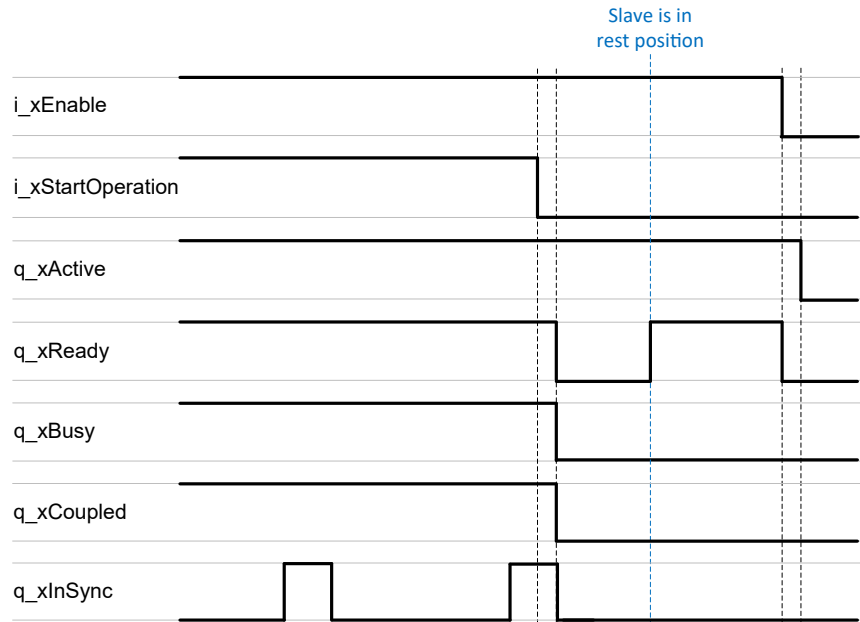 Slave is in
rest position
i_xEnable
i_xStartOperation
q_xActive
q_xReady
q_xBusy
q_xCoupled
q_xInSync